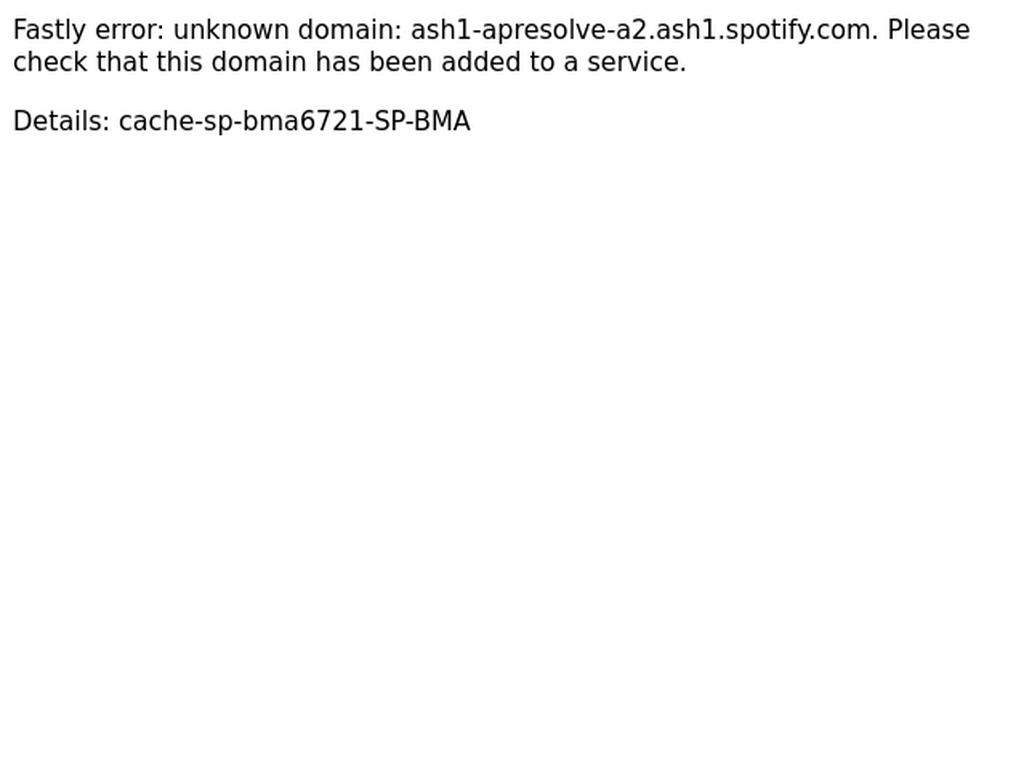 Fastly error: unknown domain: ash1-apresolve-a2.ash1.spotify.com. Please
check that this domain has been added to a service.
Details: cache-sp-bma6721-SP-BMA